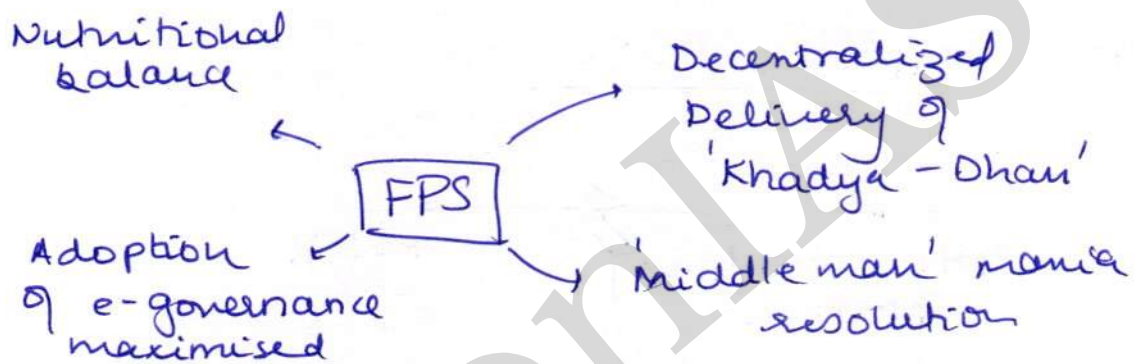 Nutritional
balance
Decentralized
Delivery of
'Khadya - Dhan'
FPS
Adoption
of e-governance
maximised
'Middle man' mania
resolution